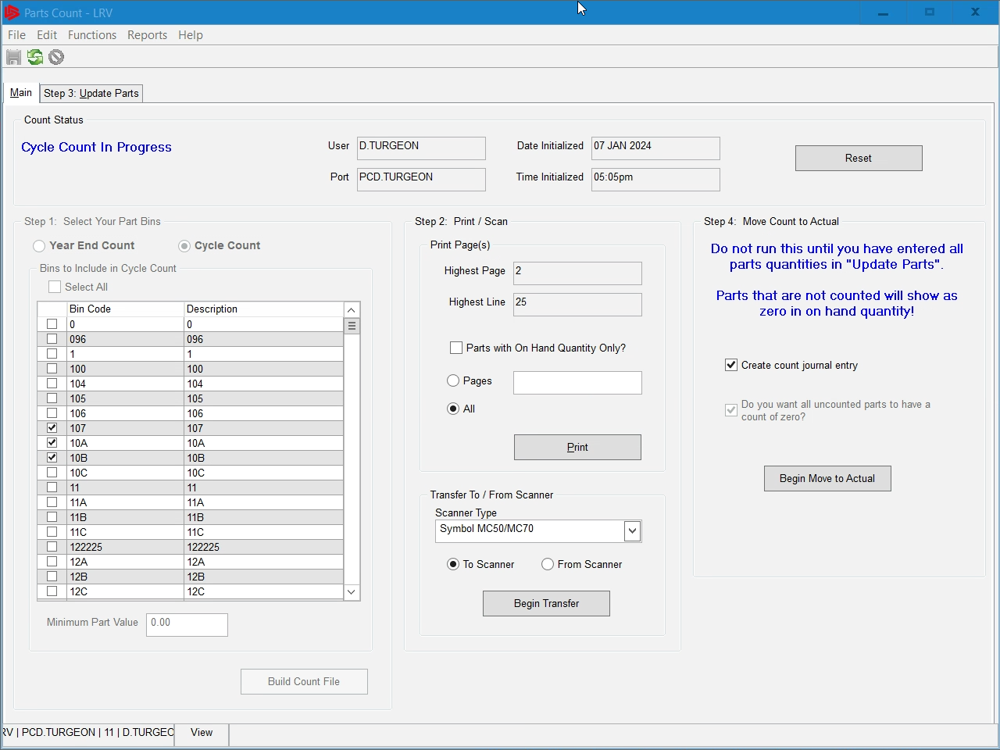 Parts Count - LRV
File Edit Functions Reports Help
Main
Step 3: Update Parts
Count Status
Cycle Count In Progress
User D.TURGEON
Date Initialized 07 JAN 2024
Reset
Port PCD.TURGEON
Time Initialized 05:05pm
Step 1: Select Your Part Bins
Year End Count
Cycle Count
Bins to Include in Cycle Count
Select All
Bin Code Description
0 0
096 096
1 1
100 100
104 104
105 105
106 106
107 107
10A 10A
10B 10B
10C 10C
11 11
11A 11A
11B 11B
11C 11C
122225 122225
12A 12A
12B 12B
12C 12C
Minimum Part Value 0.00
Build Count File
Step 2: Print / Scan
Print Page(s)
Highest Page 2
Highest Line 25
Parts with On Hand Quantity Only?
Pages
All
Print
Transfer To / From Scanner
Scanner Type
Symbol MC50/MC70
To Scanner
From Scanner
Begin Transfer
Step 4: Move Count to Actual
Do not run this until you have entered all
parts quantities in "Update Parts".
Parts that are not counted will show as
zero in on hand quantity!
Create count journal entry
Do you want all uncounted parts to have a
count of zero?
Begin Move to Actual
RV | PCD.TURGEON | 11 | D.TURGEO
View